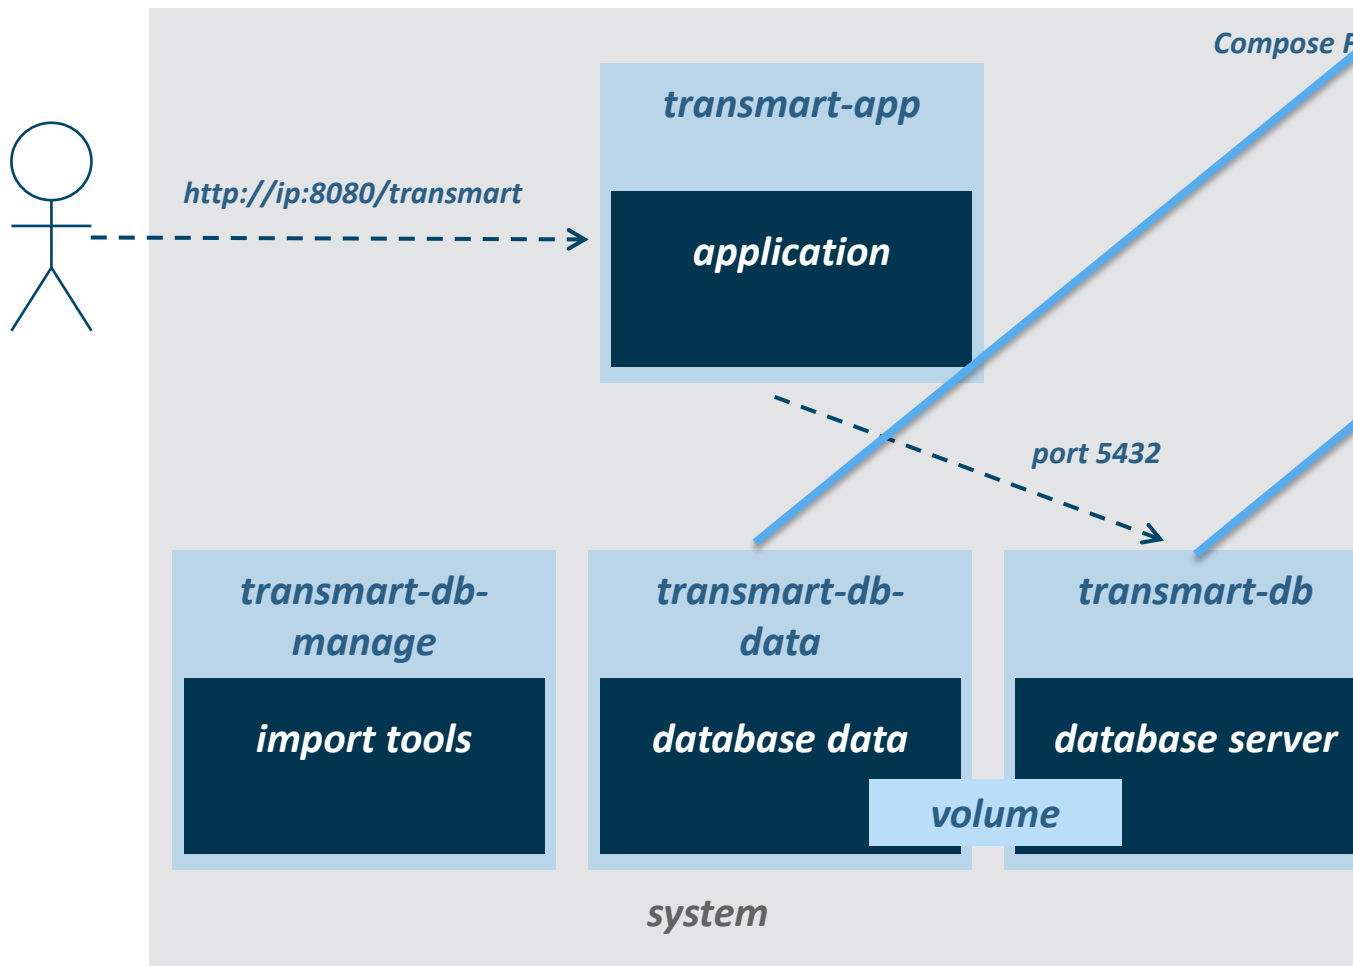 Compose
transmart-app
http://ip:8080/transmart
application
port 5432
transmart-db-
manage
transmart-db-
data
transmart-db
import tools
database data
database server
volume
system